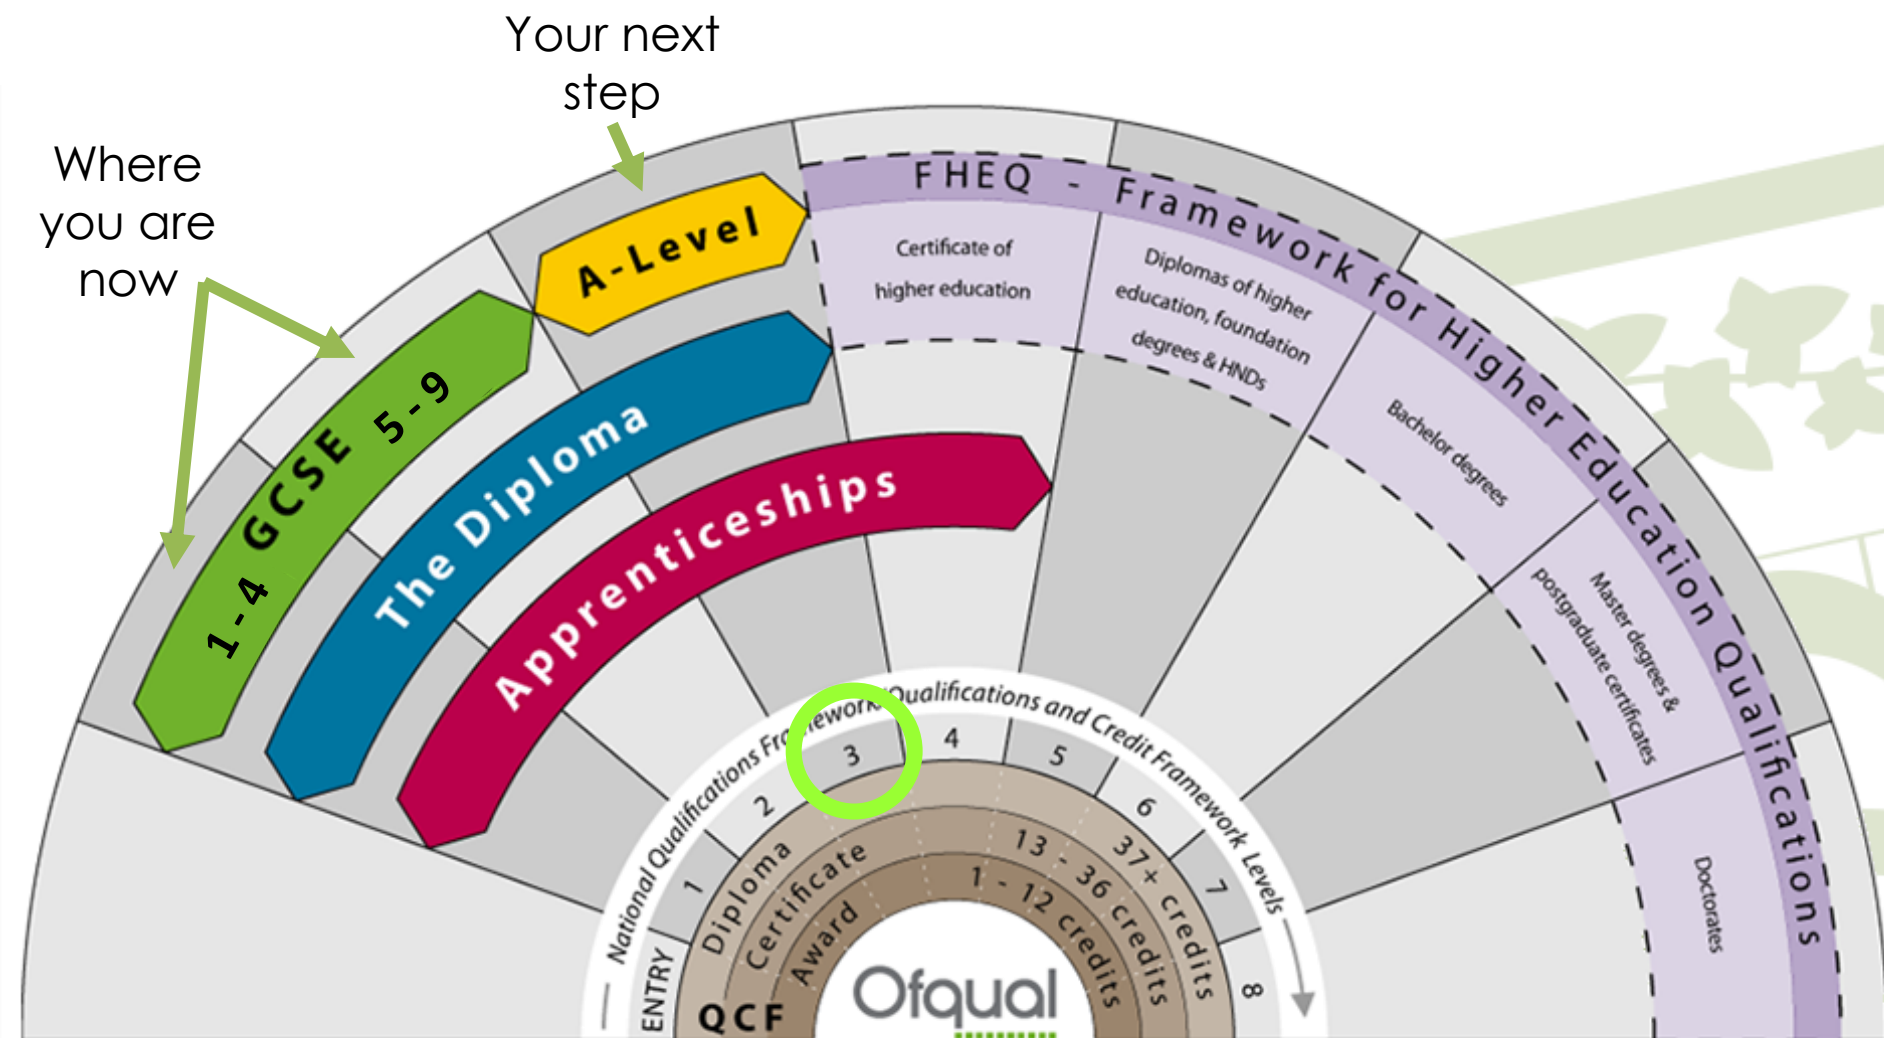 Your next
step
Where
you are
now
A-Level
GCSE
1-4
5-9
The Diploma
Apprenticeships
FHEQ - Framework for Higher Education Qualifications
Certificate of
higher education
Diplomas of higher
education, foundation
degrees & HNDs
Bachelor degrees
Master degrees &
postgraduate certificates
Doctorates
National Qualifications Framework/Qualifications and Credit Framework Levels
ENTRY
1
2
3
4
5
6
7
8
Diploma
37+ credits
Certificate
13 - 36 credits
Award
1 - 12 credits
QCF
Ofqual